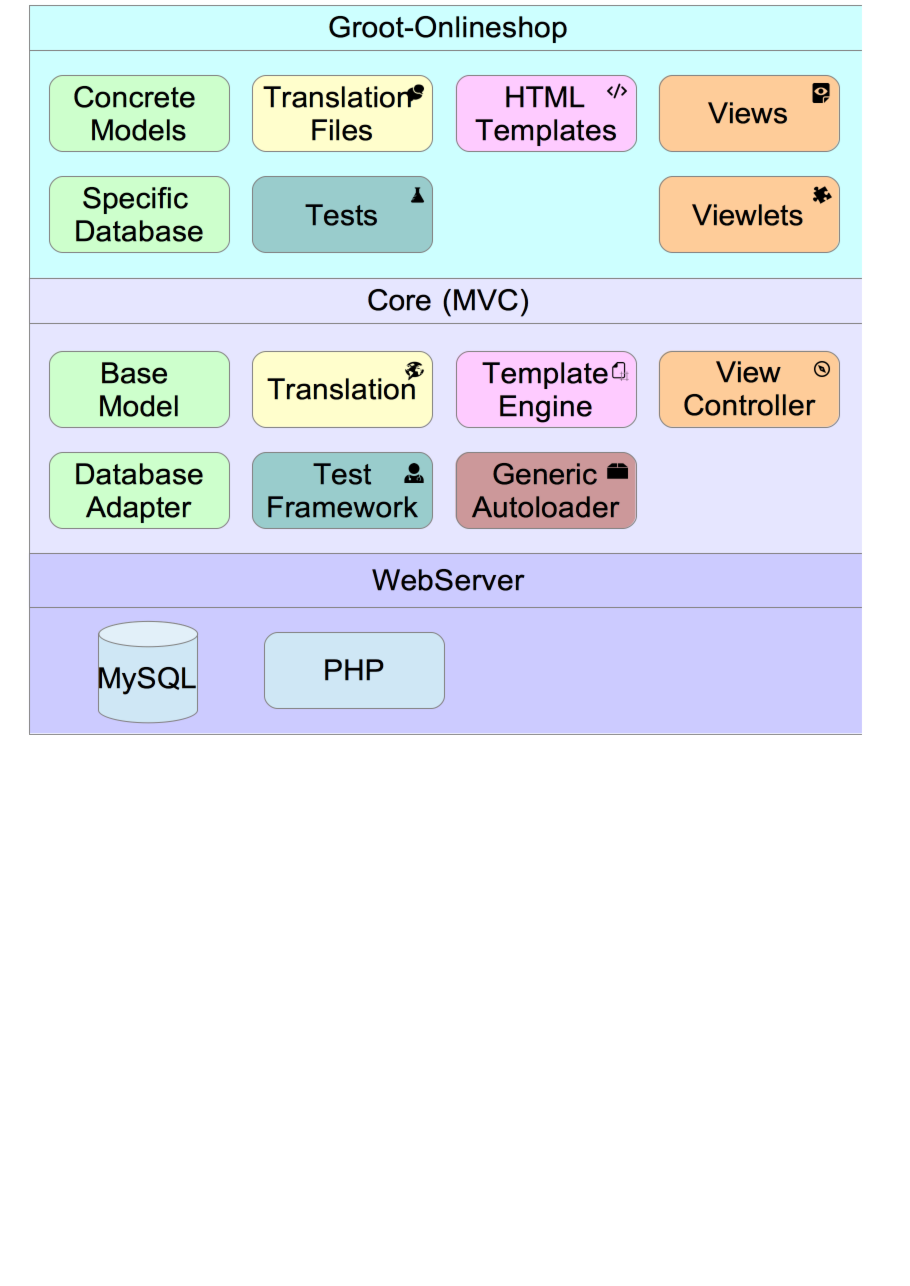 Groot-Onlineshop
Concrete
Models
Translation
Files
HTML
Templates
</>
Views
Specific
Database
Tests
Viewlets
Core (MVC)
Base
Model
Translation
Template
Engine
View
Controller
Database
Adapter
Test
Framework
Generic
Autoloader
WebServer
MySQL
PHP